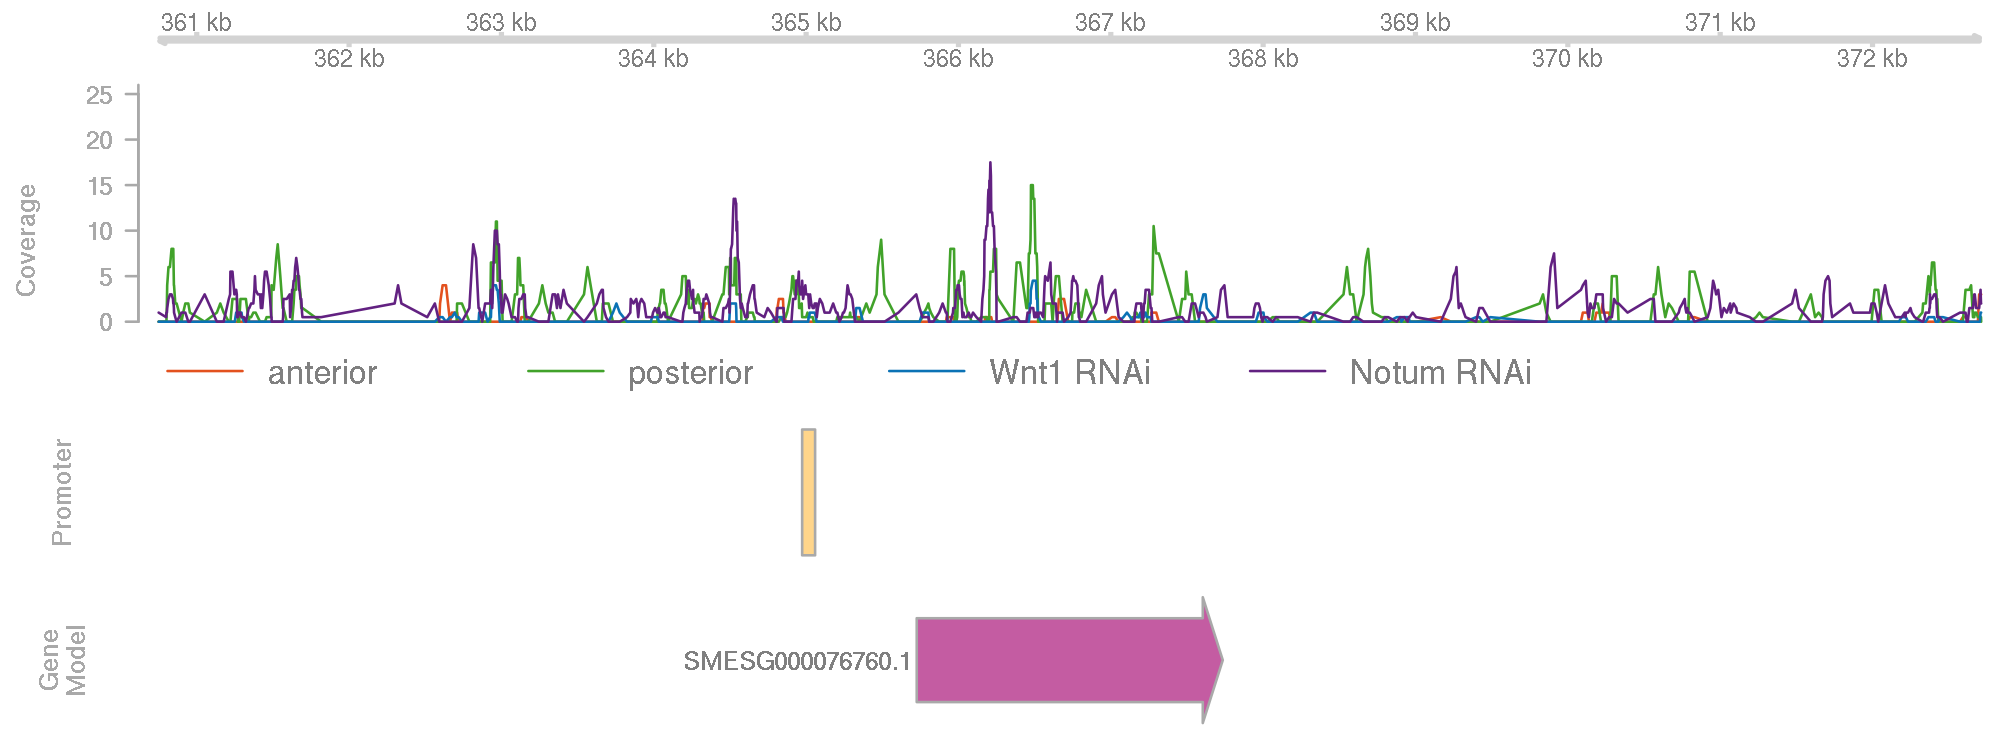 361 kb 363 kb 365 kb 367 kb 369 kb 371 kb
362 kb 364 kb 366 kb 368 kb 370 kb 372 kb
25
20
15
10
5
0
Coverage
anterior posterior Wnt1 RNAi Notum RNAi
Promoter
Gene
Model
SMESG000076760.1